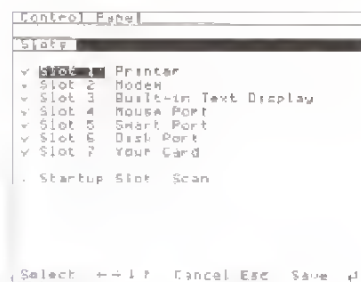 Control Panel
Slots
✓ Slot 1 Printer
✓ Slot 2 Modem
✓ Slot 3 Built-in Text Display
✓ Slot 4 Mouse Port
✓ Slot 5 Smart Port
✓ Slot 6 Disk Port
✓ Slot 7 Your Card
Startup Slot Scan
Select ← → ↓ ↑ Cancel Esc Save ↵